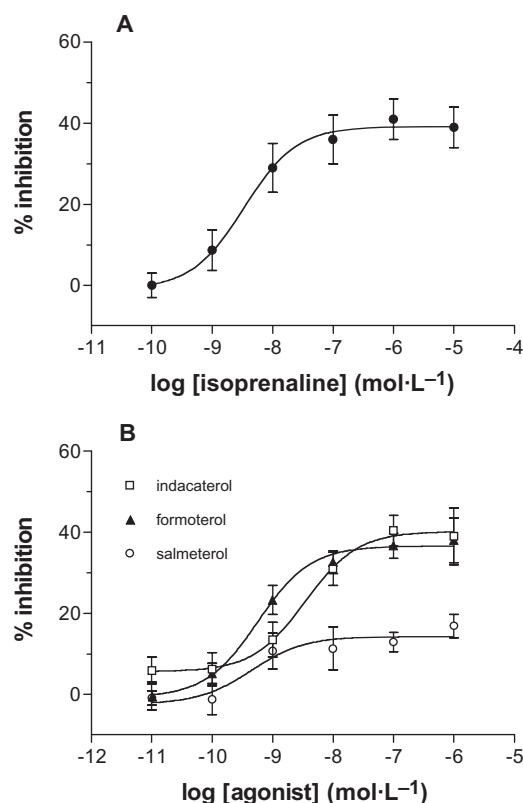 A
60
40
20
0
% inhibition
-11 -10 -9 -8 -7 -6 -5 -4
log [isoprenaline] (mol·L–1)
B
60
40
20
0
% inhibition
indacaterol
formoterol
salmeterol
-12 -11 -10 -9 -8 -7 -6 -5
log [agonist] (mol·L–1)